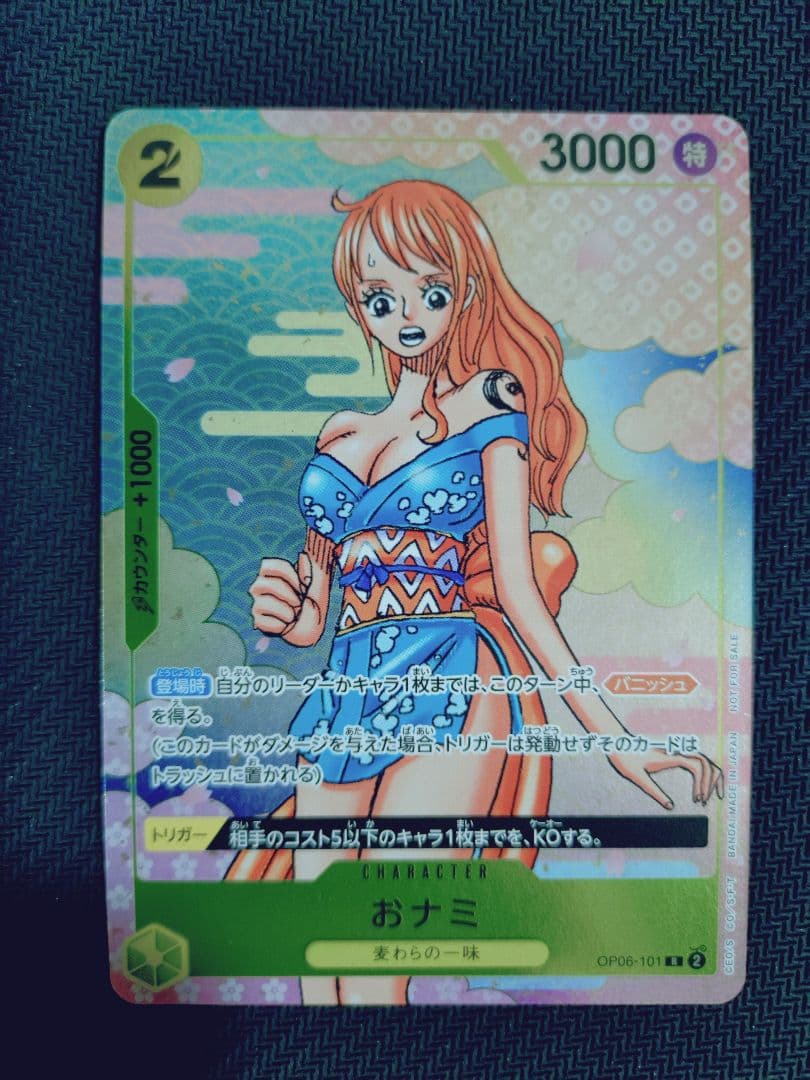 2
3000
特
カウンター +1000
登場時 自分のリーダーかキャラ1枚までは、このターン中、バニッシュ
を得る。
(このカードがダメージを与えた場合、トリガーは発動せずそのカードは
トラッシュに置かれる)
トリガー 相手のコスト5以下のキャラ1枚までを、KOする。
CHARACTER
おナミ
麦わらの一味
OP06-101 R 2
©E.O/S. ©E.O./S.F・T BANDAI MADE IN JAPAN NOT FOR SALE